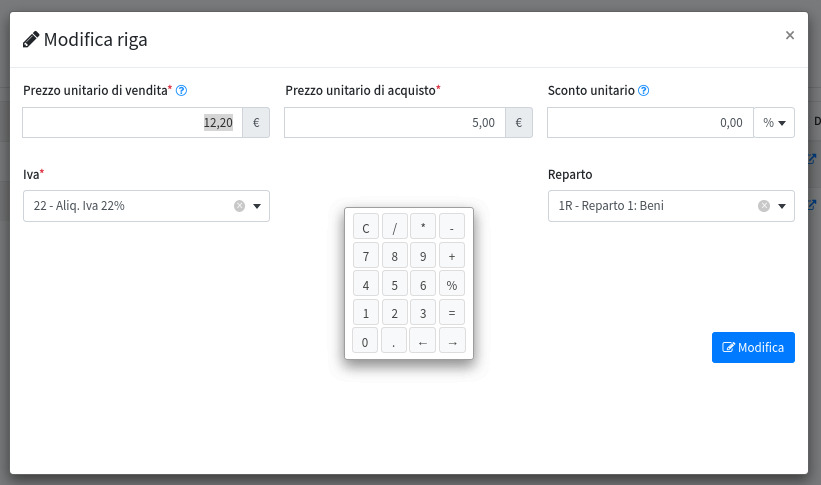 Modifica riga
×
Prezzo unitario di vendita* ?
Prezzo unitario di acquisto*
Sconto unitario ?
12,20 €
5,00 €
0,00 %
Iva*
Reparto
22 - Aliq. Iva 22%
1R - Reparto 1: Beni
C / * -
7 8 9 +
4 5 6 %
1 2 3 =
0 . ← →
Modifica
D